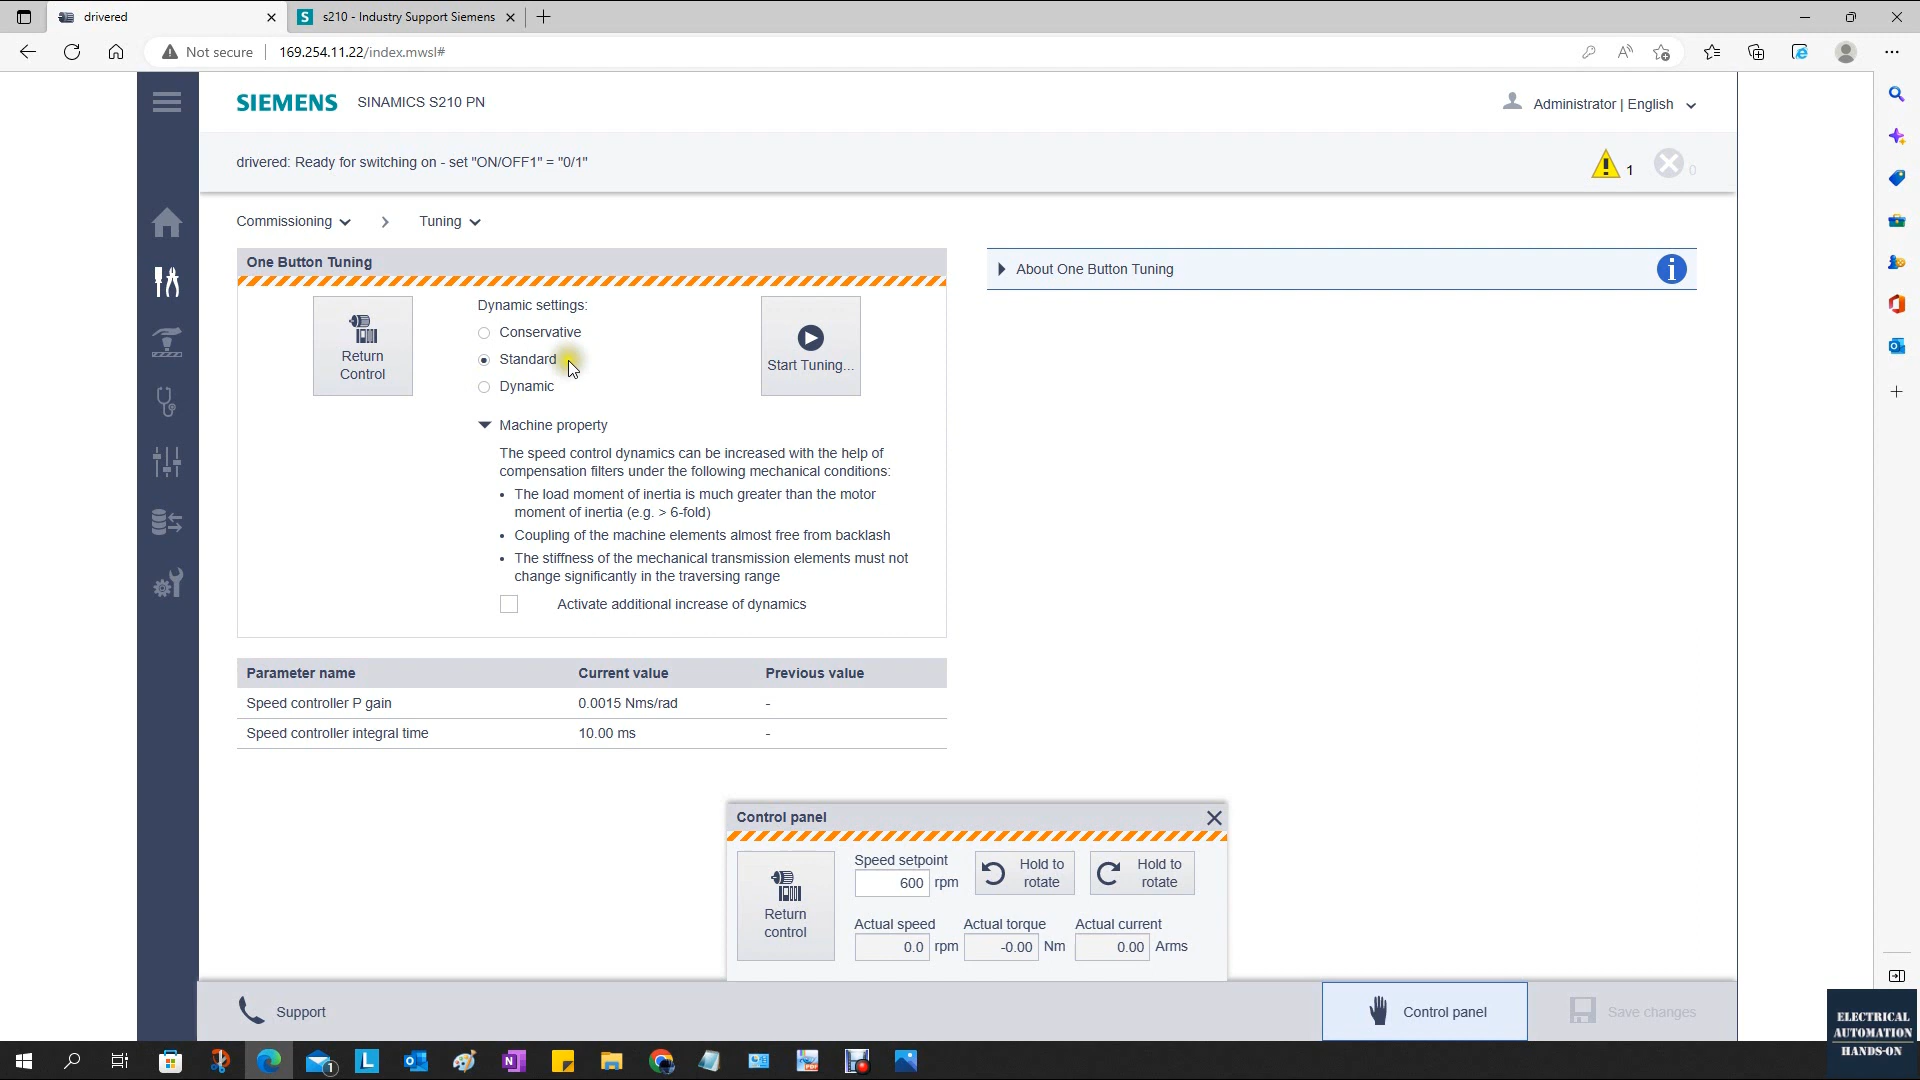 drivered
s210 - Industry Support Siemens
Not secure
169.254.11.22/index.mwsl#
SIEMENS
SINAMICS S210 PN
Administrator | English
drivered: Ready for switching on - set "ON/OFF1" = "0/1"
1
0
Commissioning
Tuning
One Button Tuning
Return
Control
Dynamic settings:
Conservative
Standard
Dynamic
Start Tuning...
About One Button Tuning
Machine property
The speed control dynamics can be increased with the help of
compensation filters under the following mechanical conditions:
• The load moment of inertia is much greater than the motor
moment of inertia (e.g. > 6-fold)
• Coupling of the machine elements almost free from backlash
• The stiffness of the mechanical transmission elements must not
change significantly in the traversing range
Activate additional increase of dynamics
Parameter name Current value Previous value
Speed controller P gain 0.0015 Nms/rad -
Speed controller integral time 10.00 ms -
Control panel
Return
control
Speed setpoint
600 rpm
Hold to
rotate
Hold to
rotate
Actual speed Actual torque Actual current
0.0 rpm -0.00 Nm 0.00 Arms
Support
Control panel
Save changes
ELECTRICAL
AUTOMATION
HANDS-ON